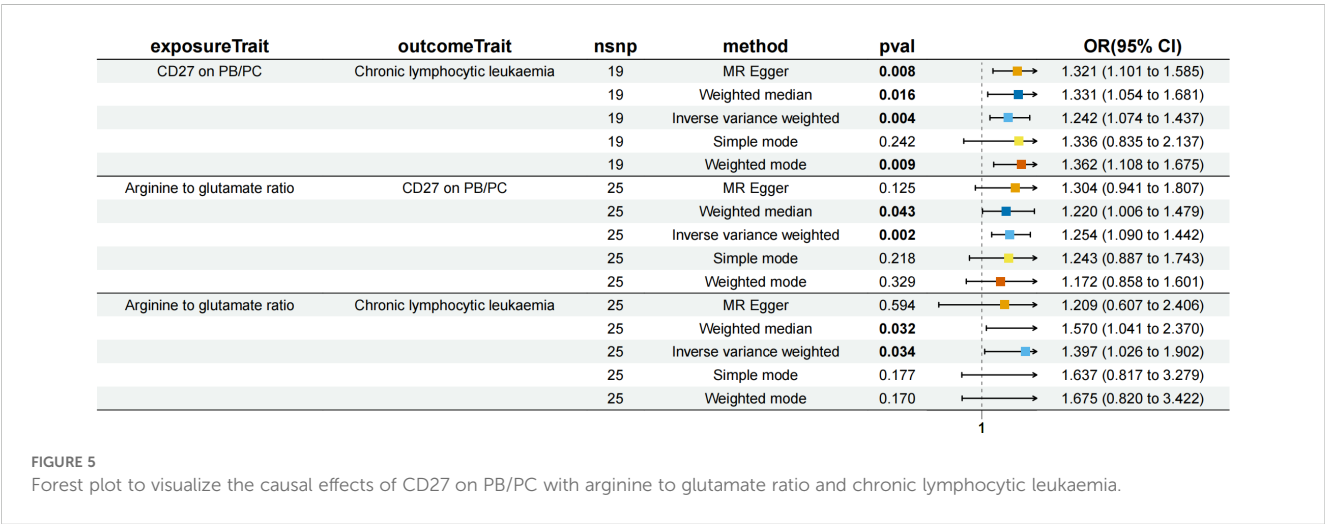 exposureTrait outcomeTrait nsnp method pval OR(95% CI)
CD27 on PB/PC Chronic lymphocytic leukaemia 19 MR Egger 0.008 1.321 (1.101 to 1.585)
19 Weighted median 0.016 1.331 (1.054 to 1.681)
19 Inverse variance weighted 0.004 1.242 (1.074 to 1.437)
19 Simple mode 0.242 1.336 (0.835 to 2.137)
19 Weighted mode 0.009 1.362 (1.108 to 1.675)
Arginine to glutamate ratio CD27 on PB/PC 25 MR Egger 0.125 1.304 (0.941 to 1.807)
25 Weighted median 0.043 1.220 (1.006 to 1.479)
25 Inverse variance weighted 0.002 1.254 (1.090 to 1.442)
25 Simple mode 0.218 1.243 (0.887 to 1.743)
25 Weighted mode 0.329 1.172 (0.858 to 1.601)
Arginine to glutamate ratio Chronic lymphocytic leukaemia 25 MR Egger 0.594 1.209 (0.607 to 2.406)
25 Weighted median 0.032 1.570 (1.041 to 2.370)
25 Inverse variance weighted 0.034 1.397 (1.026 to 1.902)
25 Simple mode 0.177 1.637 (0.817 to 3.279)
25 Weighted mode 0.170 1.675 (0.820 to 3.422)
1
FIGURE 5
Forest plot to visualize the causal effects of CD27 on PB/PC with arginine to glutamate ratio and chronic lymphocytic leukaemia.